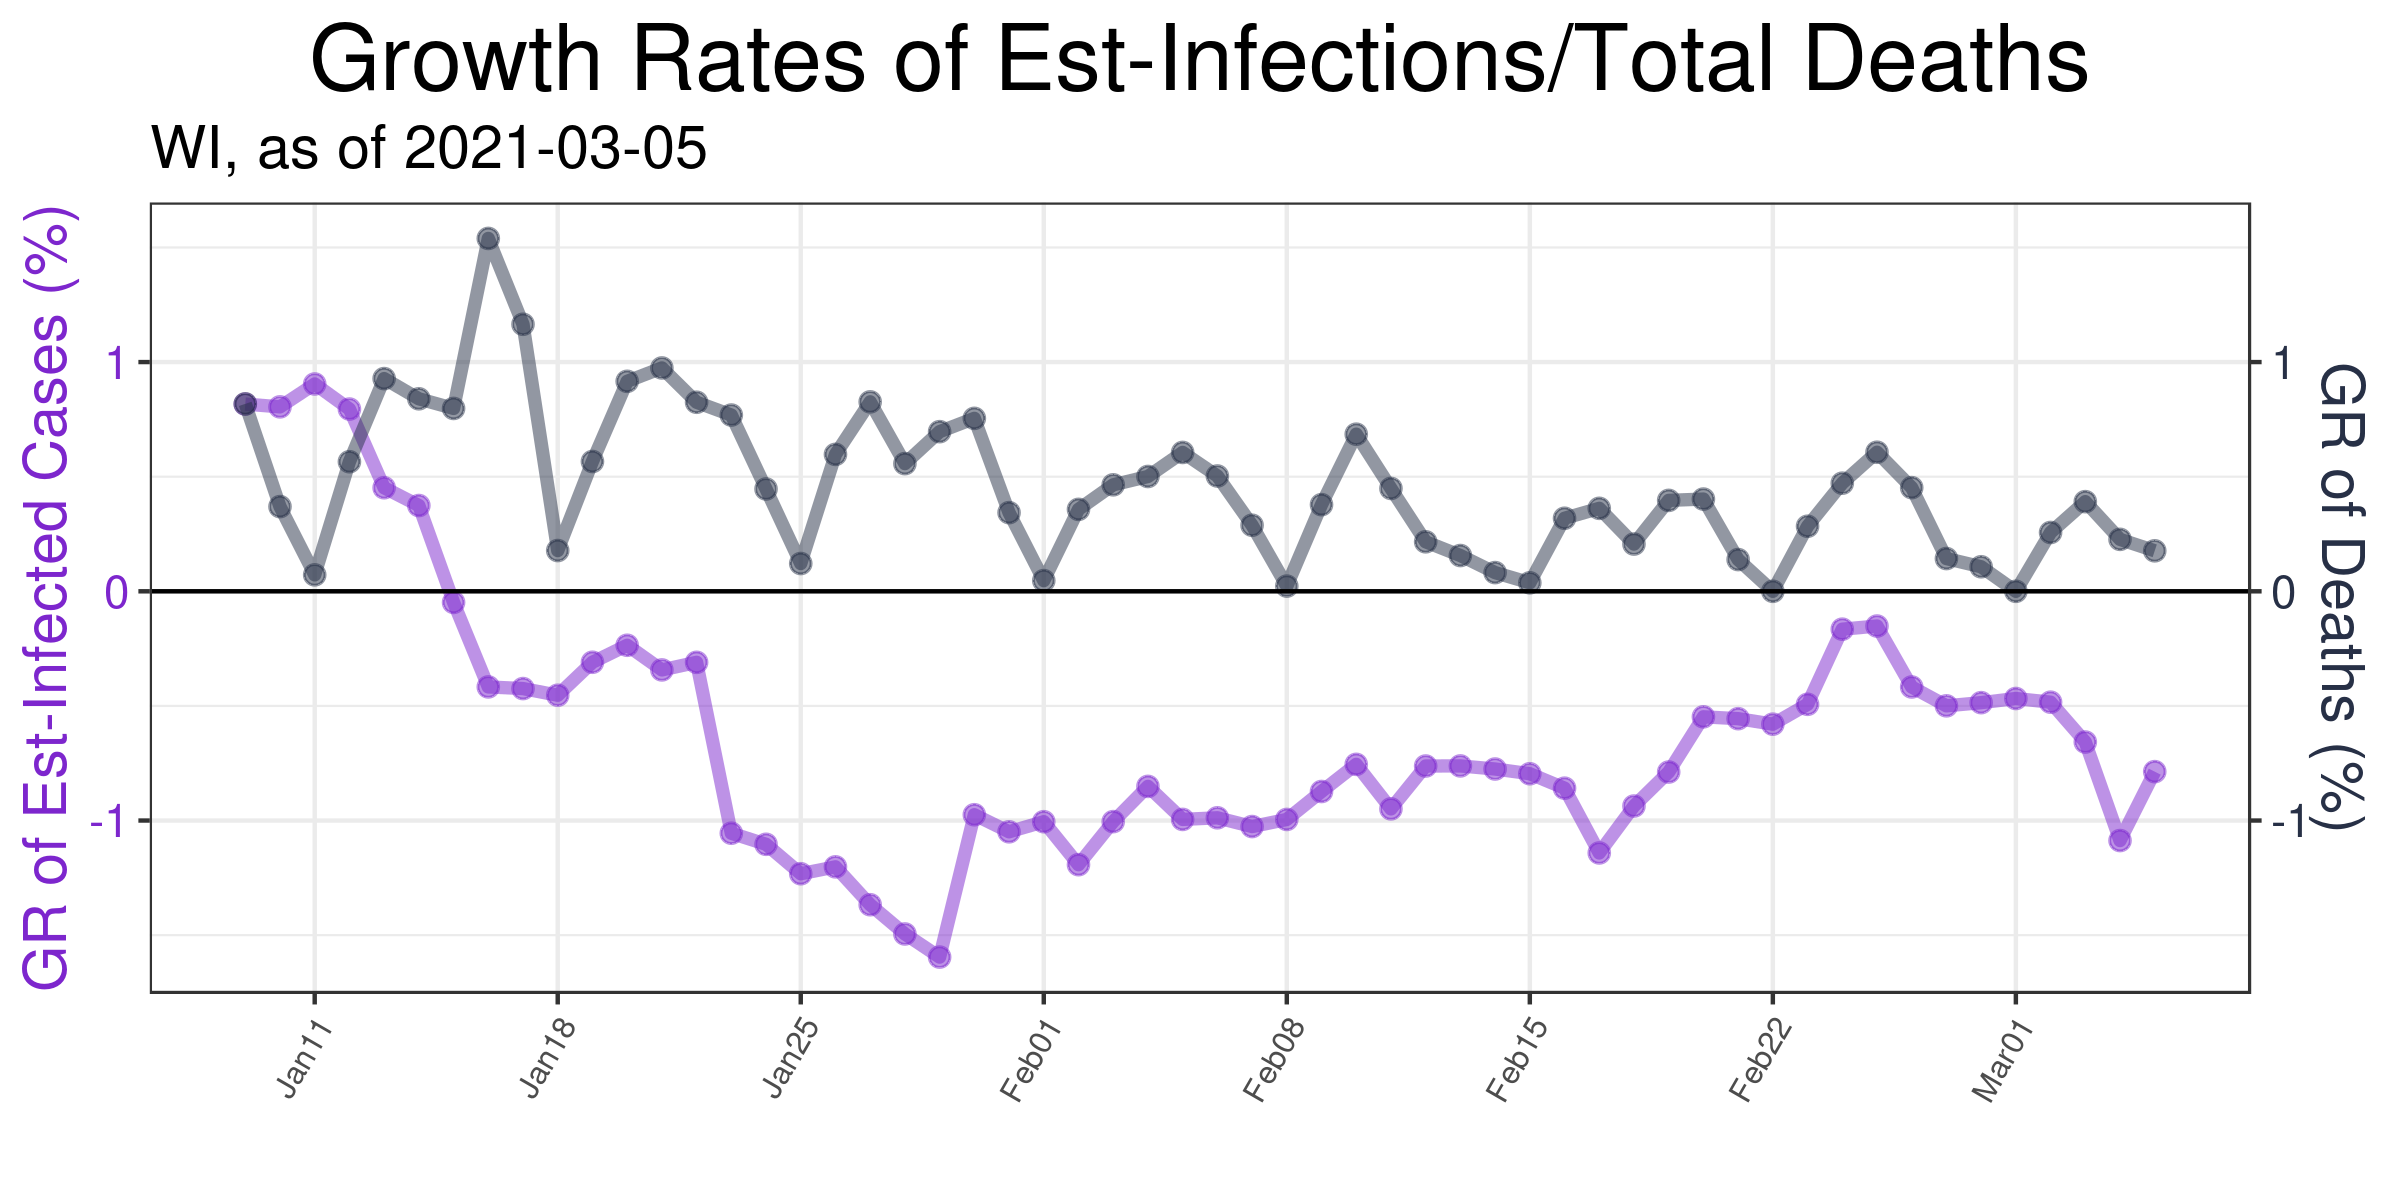 Growth Rates of Est-Infections/Total Deaths
WI, as of 2021-03-05
GR of Est-Infected Cases (%)
1
0
-1
1
0
-1
GR of Deaths (%)
Jan11
Jan18
Jan25
Feb01
Feb08
Feb15
Feb22
Mar01